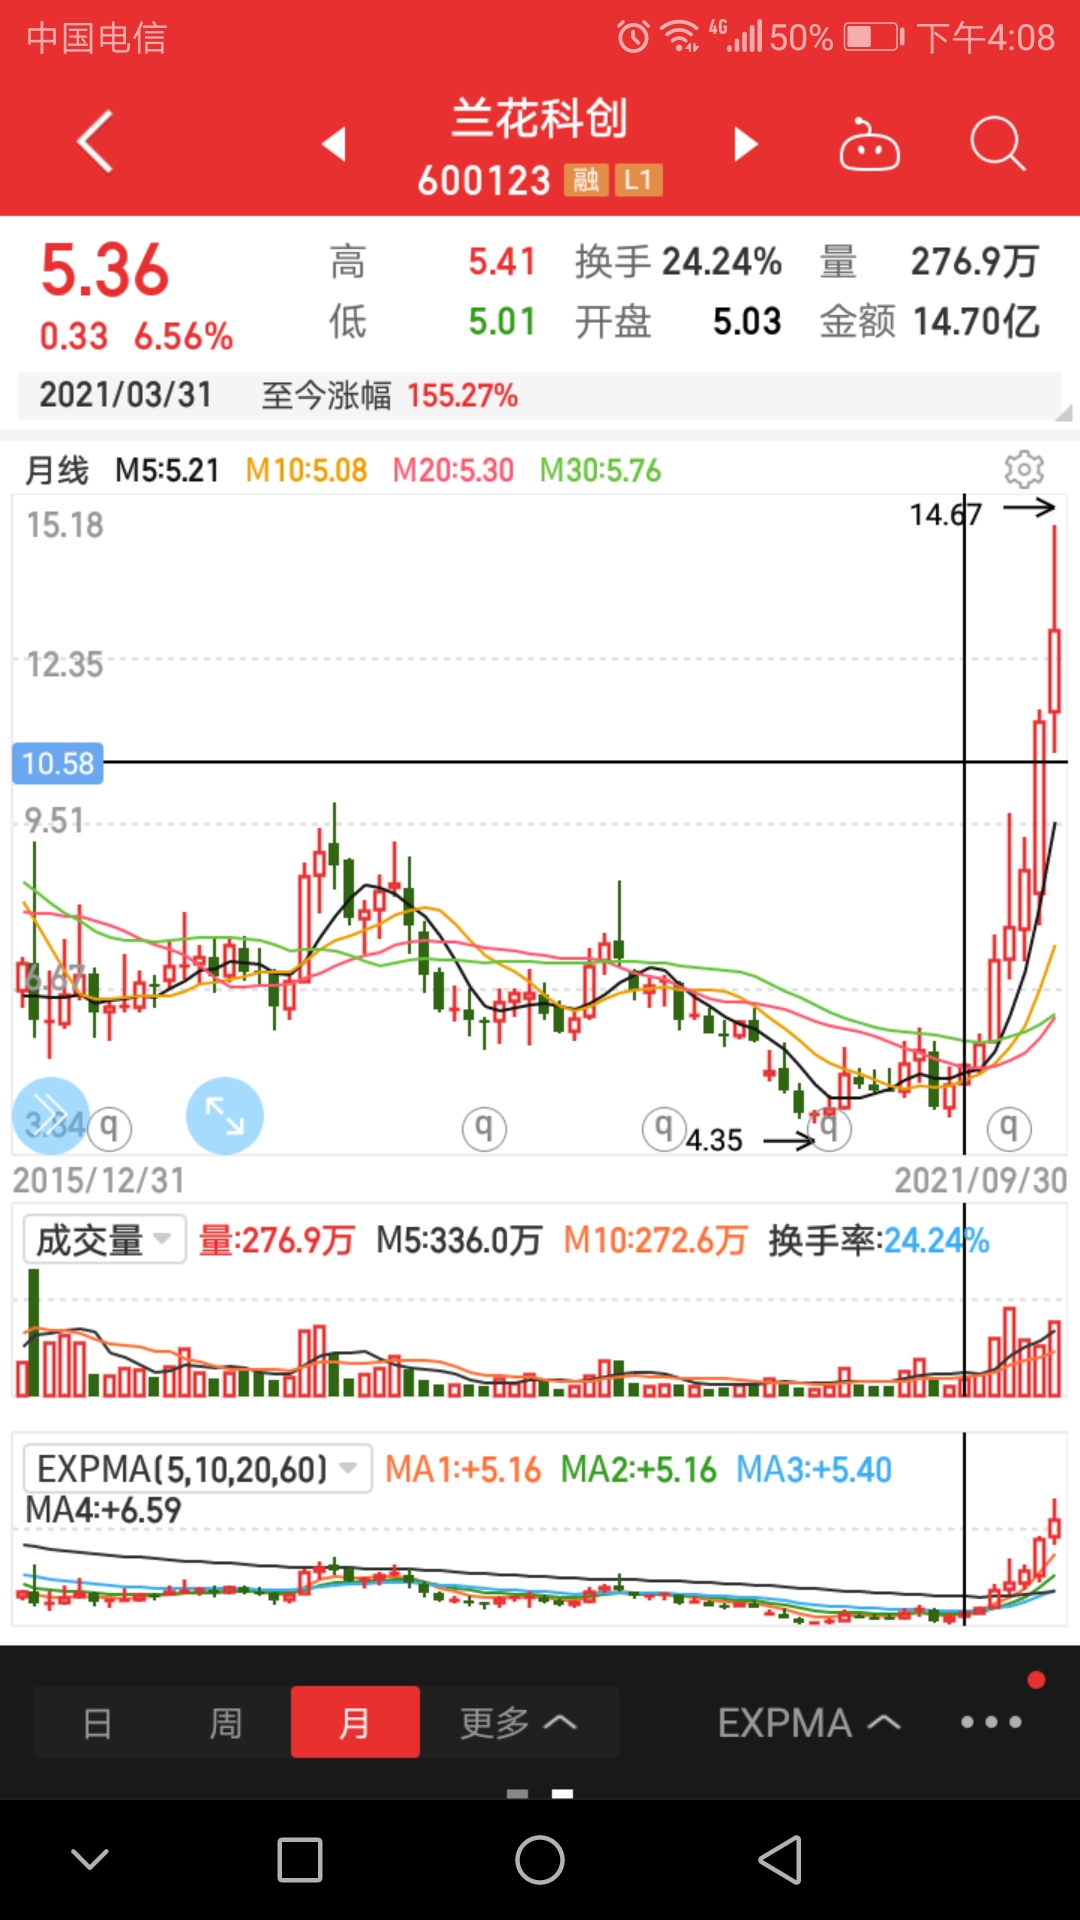 中国电信 4G 50% 下午4:08
兰花科创
600123 融 L1
5.36 高 5.41 换手 24.24% 量 276.9万
0.33 6.56% 低 5.01 开盘 5.03 金额 14.70亿
2021/03/31 至今涨幅 155.27%
月线 M5:5.21 M10:5.08 M20:5.30 M30:5.76
14.67
15.18
12.35
10.58
9.51
6.67
3.84 q q q q q
4.35
2015/12/31 2021/09/30
成交量 量:276.9万 M5:336.0万 M10:272.6万 换手率:24.24%
EXPMA(5,10,20,60) MA1:+5.16 MA2:+5.16 MA3:+5.40
MA4:+6.59
日 周 月 更多 EXPMA